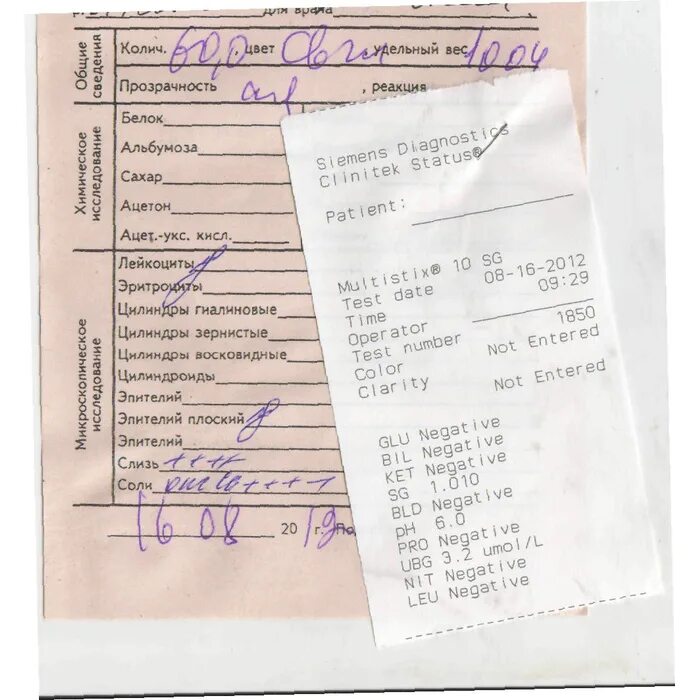 для врача
Общие сведения
Колич. 60,0, цвет Свжел удельный вес 1004
Прозрачность , реакция
Химическое исследование
Белок
Альбумоза
Сахар
Ацетон
Ацет.-укс. кисл.
Микроскопическое исследование
Лейкоциты
Эритроциты
Цилиндры гиалиновые
Цилиндры зернистые
Цилиндры восковидные
Цилиндроиды
Эпителий
Эпителий плоский
Эпителий
Слизь ++++
Соли ++++
16 08 2012 г. По
Siemens Diagnostics
Clinitek Status®
Patient:
Multistix® 10 SG
Test date 08-16-2012
Time 09:29
Operator
Test number 1850
Color Not Entered
Clarity Not Entered
GLU Negative
BIL Negative
KET Negative
SG 1.010
BLD Negative
pH 6.0
PRO Negative
UBG 3.2 umol/L
NIT Negative
LEU Negative